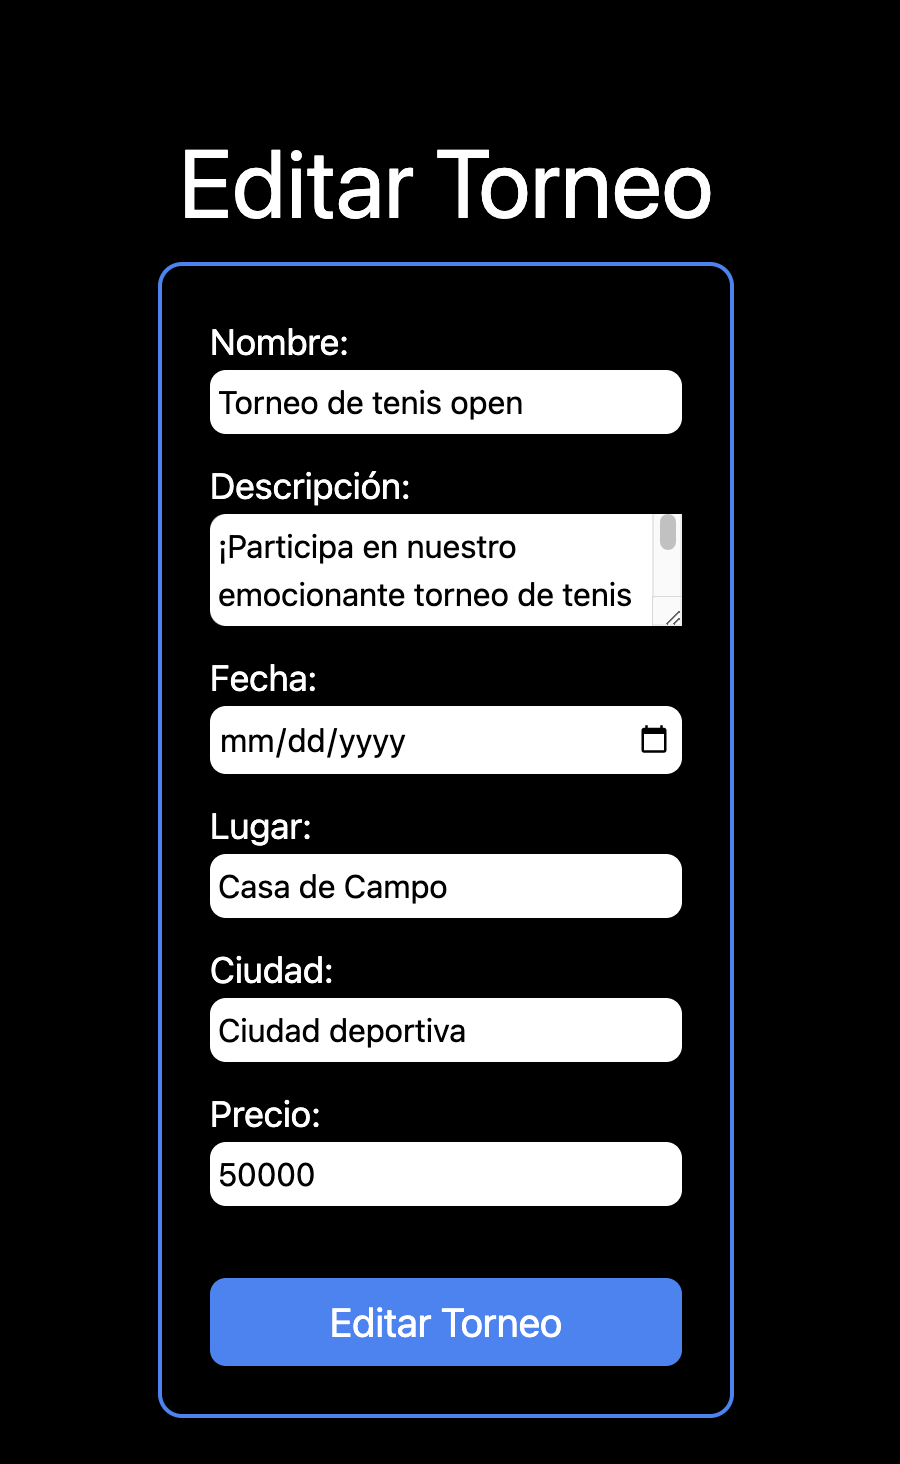 Editar Torneo
Nombre:
Torneo de tenis open
Descripción:
¡Participa en nuestro
emocionante torneo de tenis
Fecha:
mm/dd/yyyy
Lugar:
Casa de Campo
Ciudad:
Ciudad deportiva
Precio:
50000
Editar Torneo